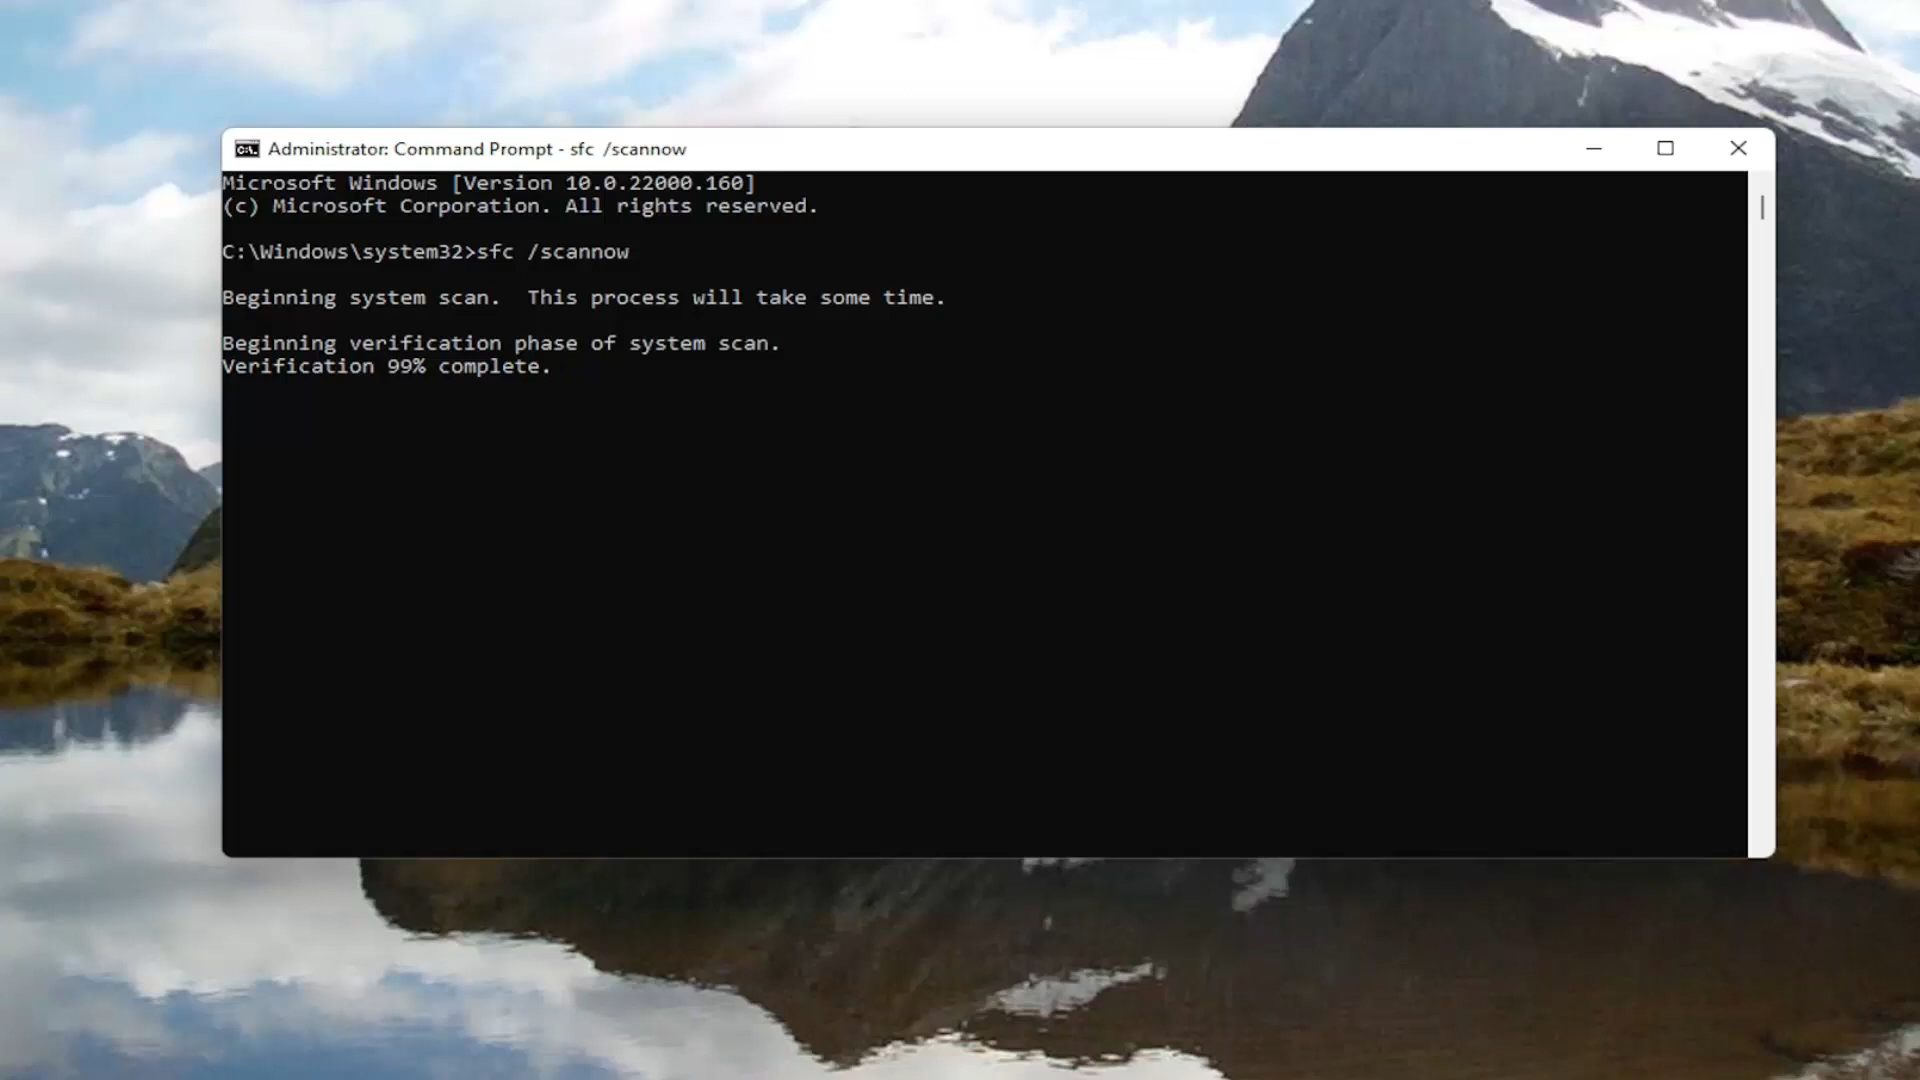 Administrator: Command Prompt - sfc  /scannow
Microsoft Windows [Version 10.0.22000.160]
(c) Microsoft Corporation. All rights reserved.
C:\Windows\system32>sfc /scannow
Beginning system scan.  This process will take some time.
Beginning verification phase of system scan.
Verification 99% complete.